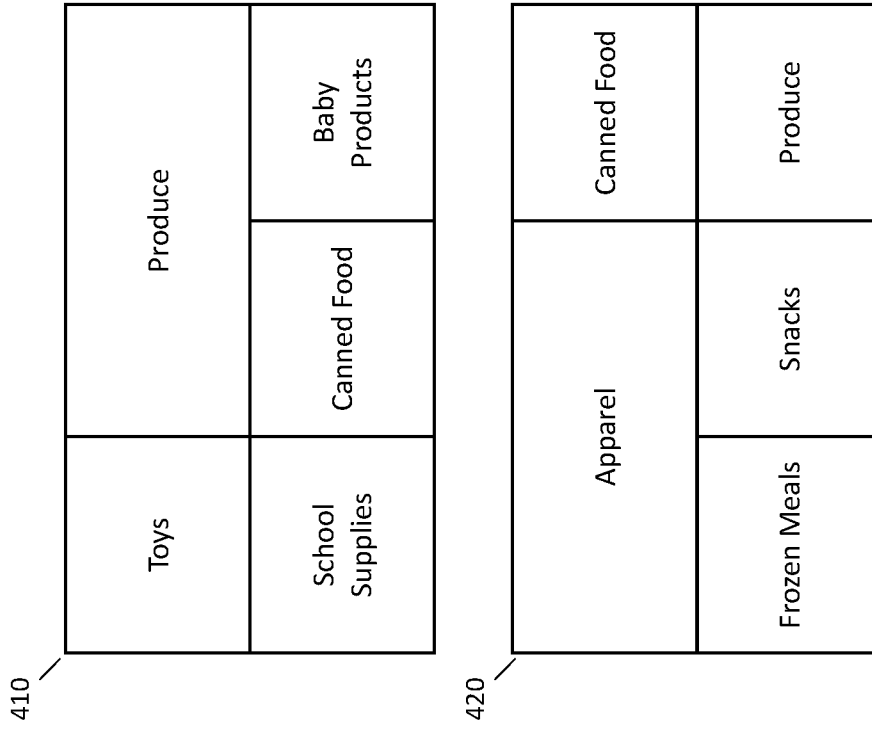 410
Toys
Produce
School
Supplies
Canned Food
Baby
Products
420
Apparel
Canned Food
Frozen Meals
Snacks
Produce